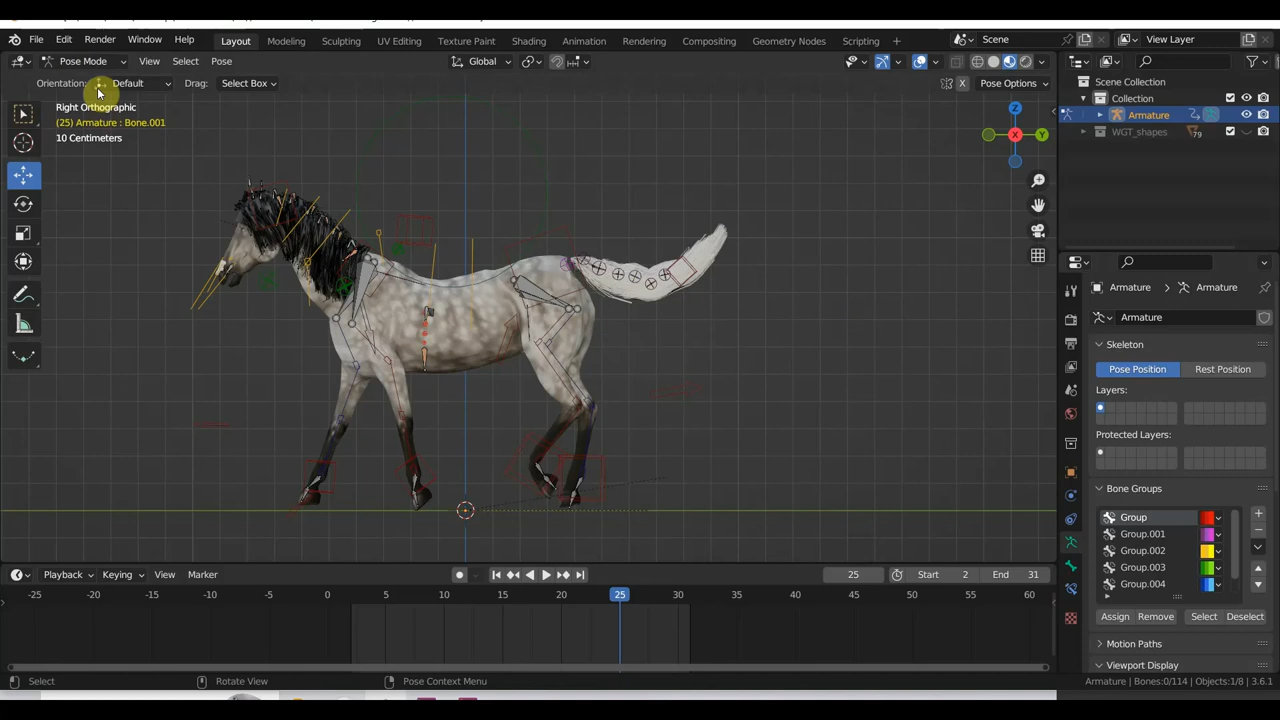 File Edit Render Window Help Layout Modeling Sculpting UV Editing Texture Paint Shading Animation Rendering Compositing Geometry Nodes Scripting + Scene View Layer
Pose Mode View Select Pose Global
Orientation: Default Drag: Select Box X Pose Options
Right Orthographic
(25) Armature : Bone.001
10 Centimeters
Z
X
Y
Scene Collection
Collection
Armature
WGT_shapes 79
Armature Armature
Armature
Skeleton
Pose Position Rest Position
Layers:
Protected Layers:
Bone Groups
Group
Group.001
Group.002
Group.003
Group.004
Assign Remove Select Deselect
Motion Paths
Viewport Display
Playback Keying View Marker 25 Start 2 End 31
-25 -20 -15 -10 -5 0 5 10 15 20 25 30 35 40 45 50 55 60
Select Rotate View Pose Context Menu Armature | Bones:0/114 | Objects:1/8 | 3.6.1